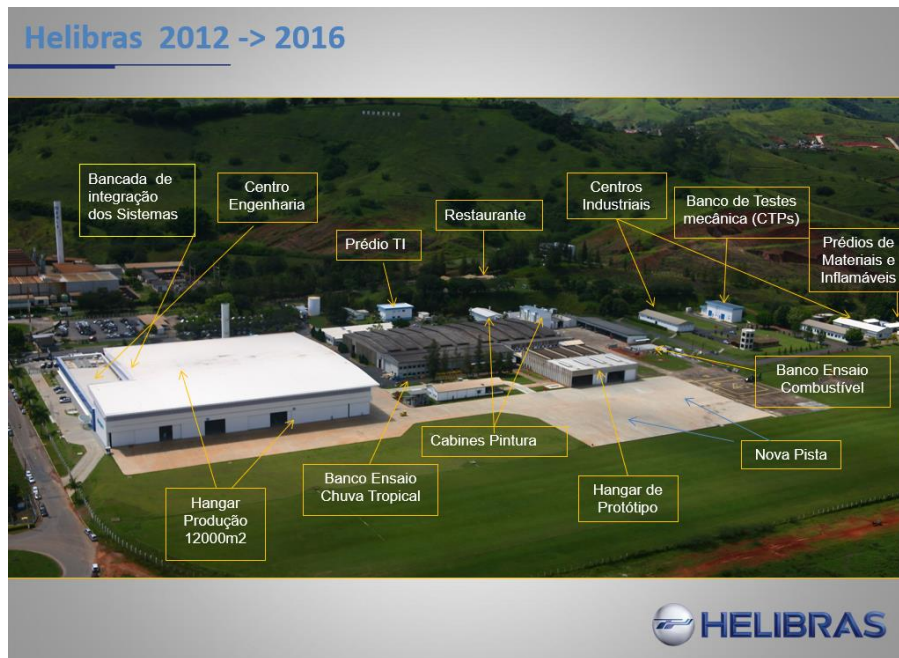 Helibras 2012 -> 2016
Bancada de
integração
dos Sistemas
Centro
Engenharia
Prédio TI
Restaurante
Centros
Industriais
Banco de Testes
mecânica (CTPs)
Prédios de
Materiais e
Inflamáveis
Banco Ensaio
Combustível
Nova Pista
Cabines Pintura
Hangar de
Protótipo
Banco Ensaio
Chuva Tropical
Hangar
Produção
12000m2
HELIBRAS